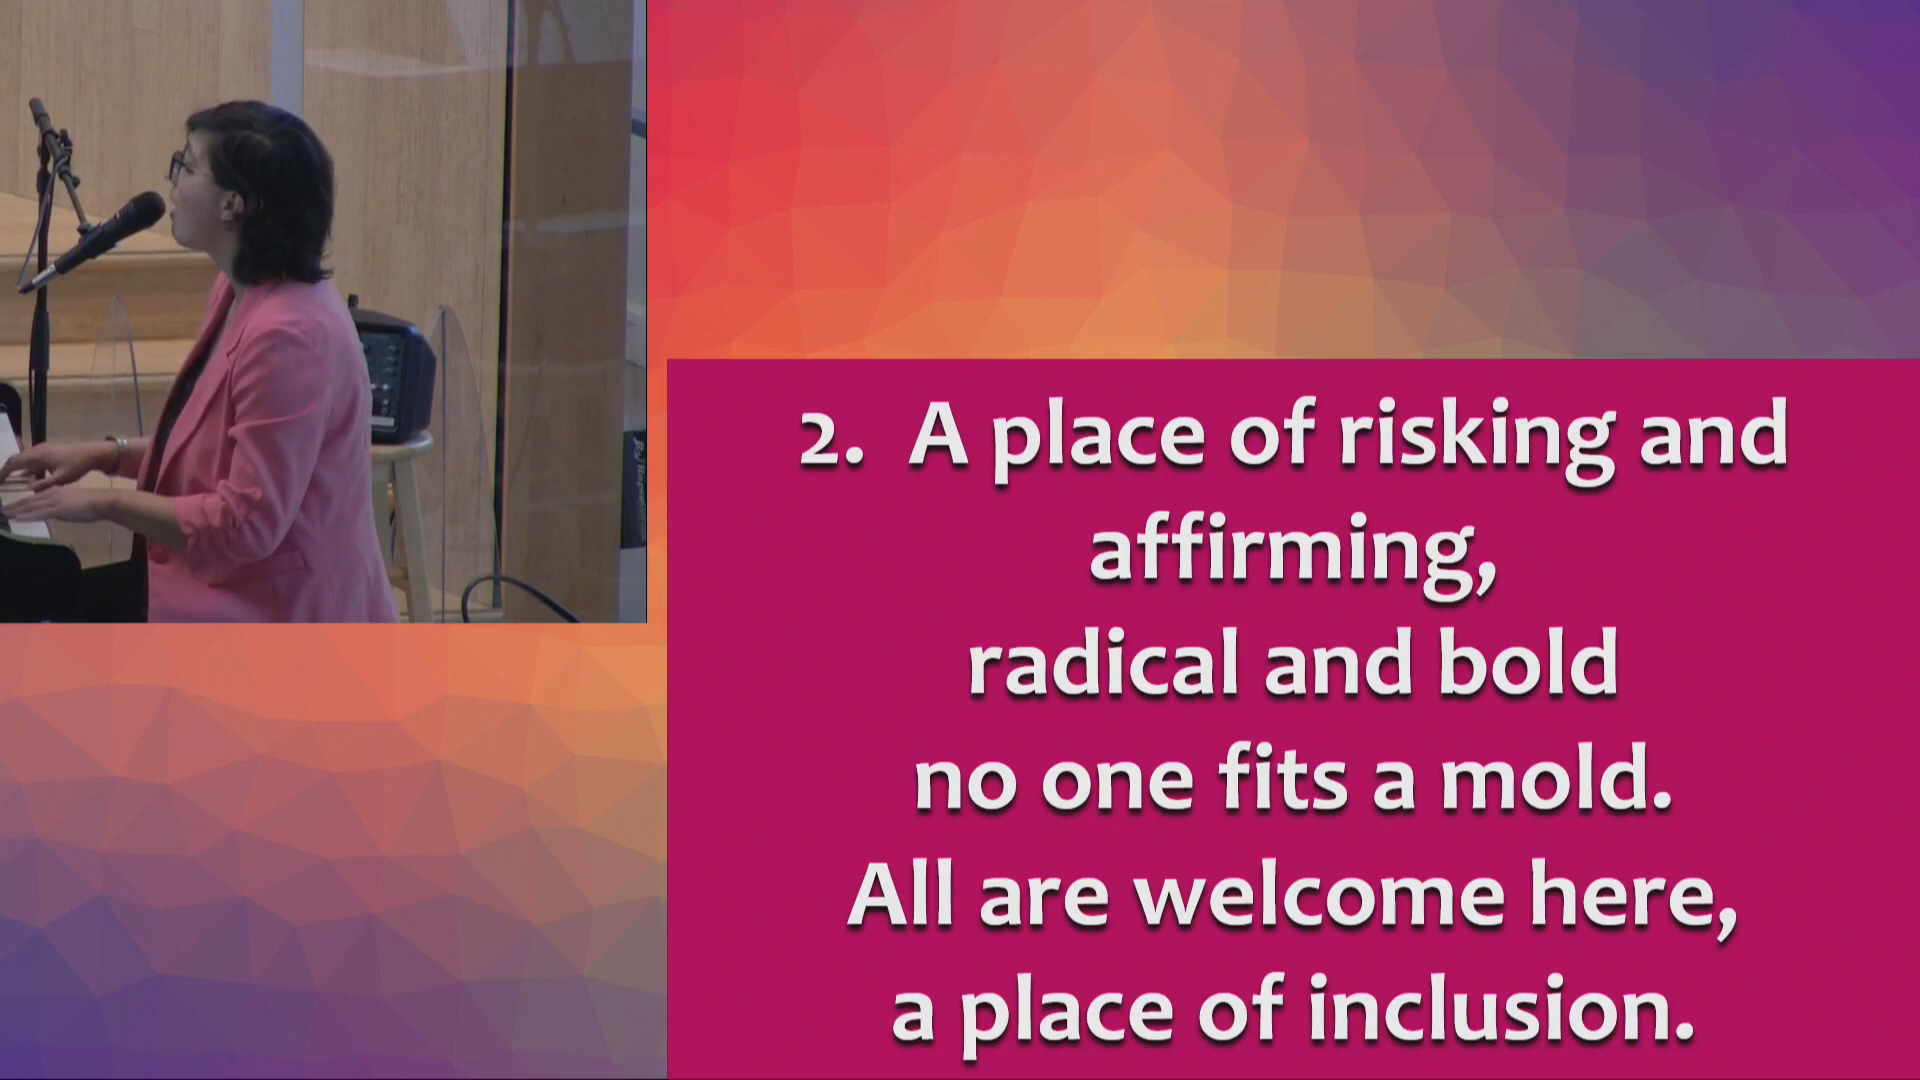 2. A place of risking and
affirming,
radical and bold
no one fits a mold.
All are welcome here,
a place of inclusion.